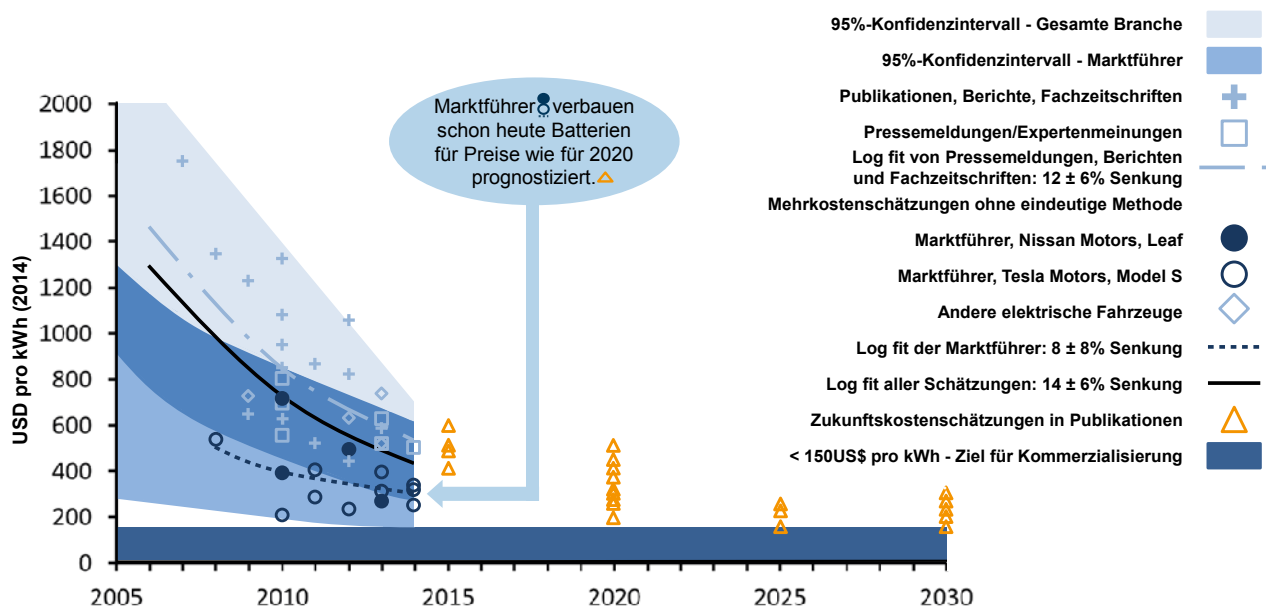 95%-Konfidenzintervall - Gesamte Branche
95%-Konfidenzintervall - Marktführer
Publikationen, Berichte, Fachzeitschriften
Pressemeldungen/Expertenmeinungen
Log fit von Pressemeldungen, Berichten
und Fachzeitschriften: 12 ± 6% Senkung
Mehrkostenschätzungen ohne eindeutige Methode
Marktführer, Nissan Motors, Leaf
Marktführer, Tesla Motors, Model S
Andere elektrische Fahrzeuge
Log fit der Marktführer: 8 ± 8% Senkung
Log fit aller Schätzungen: 14 ± 6% Senkung
Zukunftskostenschätzungen in Publikationen
< 150US$ pro kWh - Ziel für Kommerzialisierung
Marktführer verbauen
schon heute Batterien
für Preise wie für 2020
prognostiziert.
USD pro kWh (2014)
2000
1800
1600
1400
1200
1000
800
600
400
200
0
2005
2010
2015
2020
2025
2030